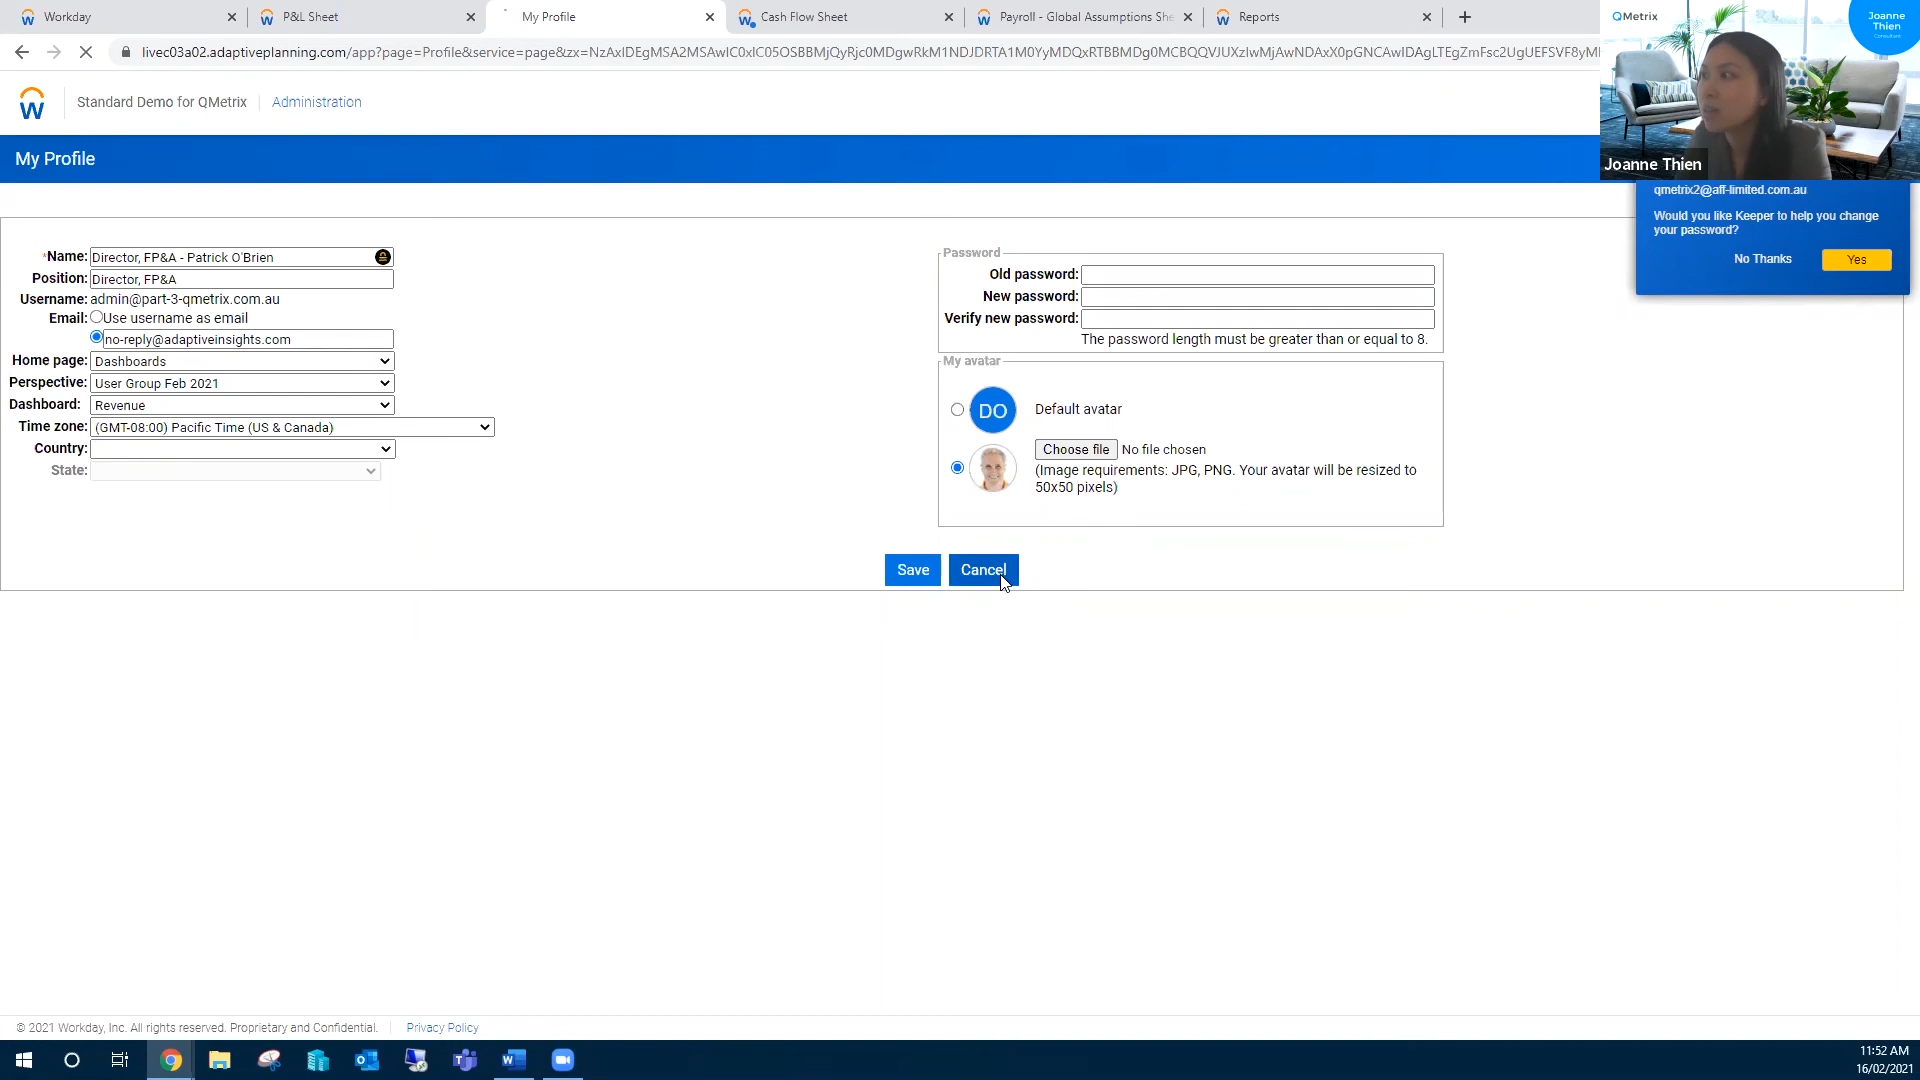 Workday
P&L Sheet
My Profile
Cash Flow Sheet
Payroll - Global Assumptions She
Reports
livec03a02.adaptiveplanning.com/app?page=Profile&service=page&zx=
QMetrix
Joanne
Thien
Consultant
Joanne Thien
Standard Demo for QMetrix
Administration
My Profile
qmetrix2@aff-limited.com.au
Would you like Keeper to help you change
your password?
No Thanks
Yes
*Name: Director, FP&A - Patrick O'Brien
Position: Director, FP&A
Username: admin@part-3-qmetrix.com.au
Email: Use username as email
no-reply@adaptiveinsights.com
Home page: Dashboards
Perspective: User Group Feb 2021
Dashboard: Revenue
Time zone: (GMT-08:00) Pacific Time (US & Canada)
Country:
State:
Password
Old password:
New password:
Verify new password:
The password length must be greater than or equal to 8.
My avatar
DO
Default avatar
Choose file No file chosen
(Image requirements: JPG, PNG. Your avatar will be resized to
50x50 pixels)
Save
Cancel
© 2021 Workday, Inc. All rights reserved. Proprietary and Confidential.
Privacy Policy
11:52 AM
16/02/2021